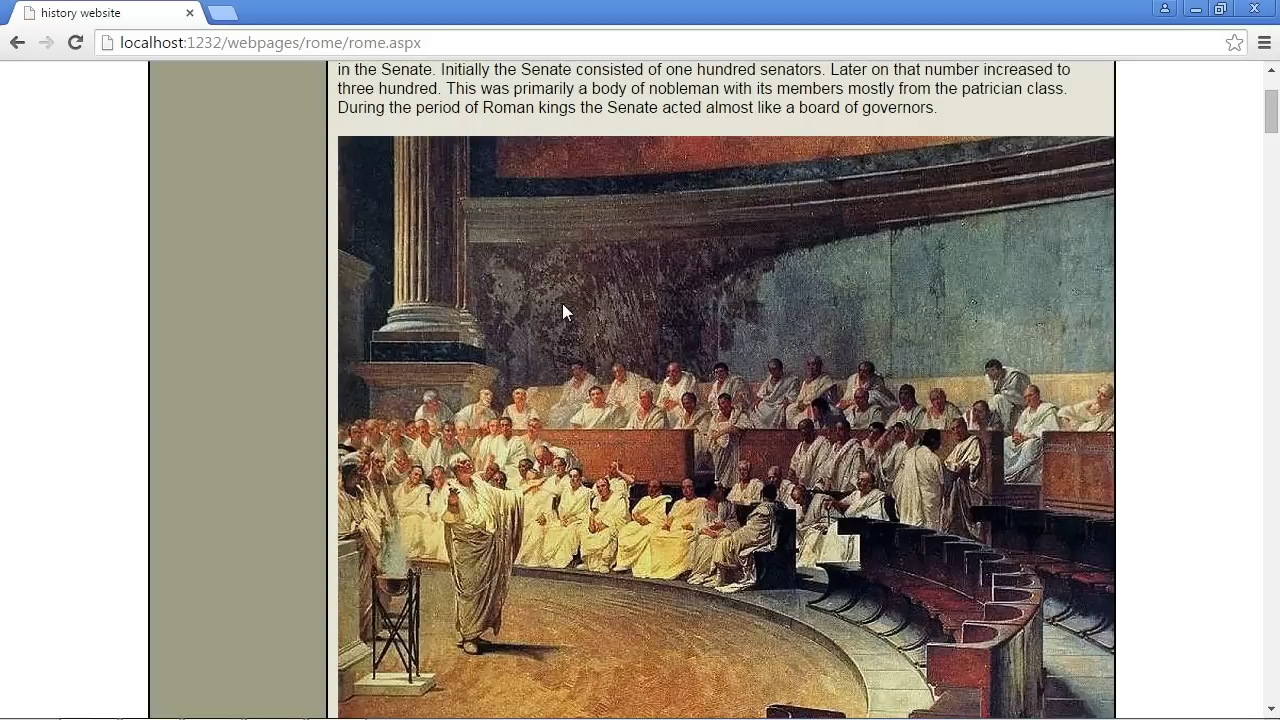 history website
localhost:1232/webpages/rome/rome.aspx
in the Senate. Initially the Senate consisted of one hundred senators. Later on that number increased to
three hundred. This was primarily a body of nobleman with its members mostly from the patrician class.
During the period of Roman kings the Senate acted almost like a board of governors.